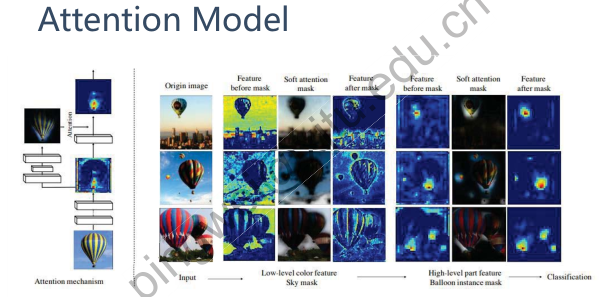 Attention Model
Origin image
Feature
before mask
Soft attention
mask
Feature
after mask
Feature
before mask
Soft attention
mask
Feature
after mask
Attention
Attention mechanism
Input
Low-level color feature
Sky mask
High-level part feature
Balloon instance mask
Classification
edu.cn